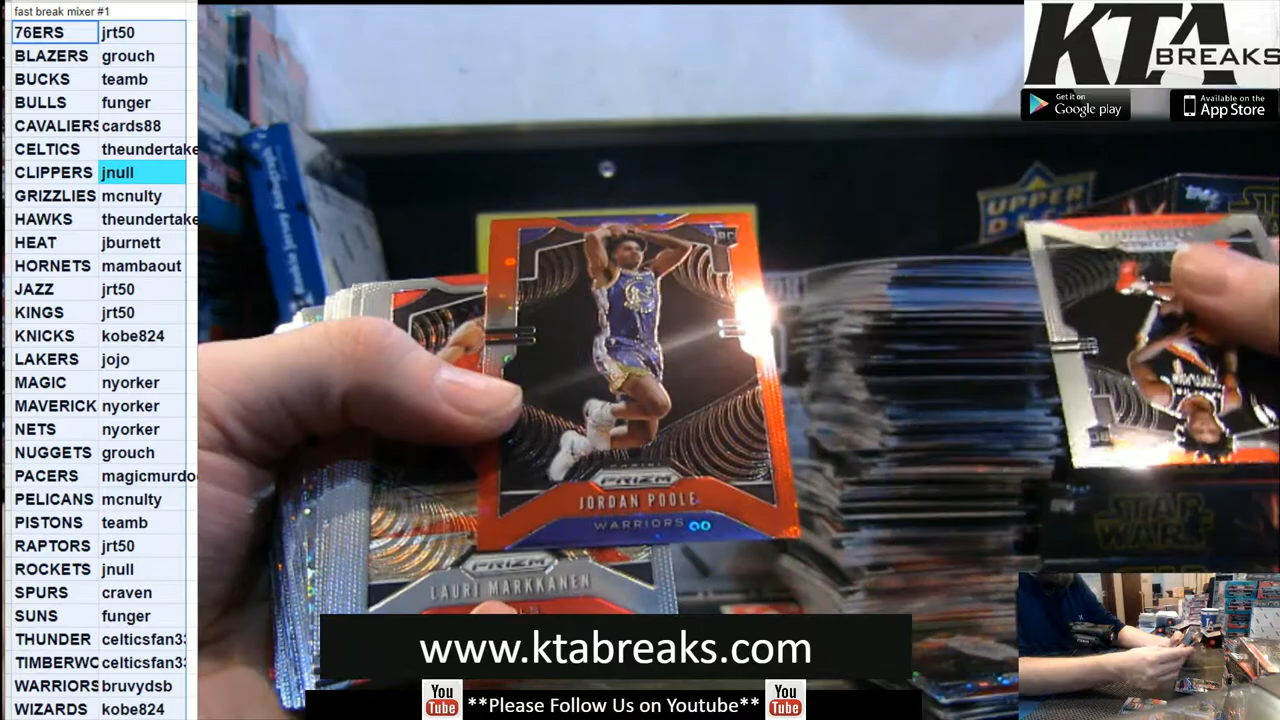 fast break mixer #1
76ERS jrt50
BLAZERS grouch
BUCKS teamb
BULLS funger
CAVALIERS cards88
CELTICS theundertake
CLIPPERS jnull
GRIZZLIES mcnulty
HAWKS theundertake
HEAT jburnett
HORNETS mambaout
JAZZ jrt50
KINGS jrt50
KNICKS kobe824
LAKERS jojo
MAGIC nyorker
MAVERICK nyorker
NETS nyorker
NUGGETS grouch
PACERS magicmurdo
PELICANS mcnulty
PISTONS teamb
RAPTORS jrt50
ROCKETS jnull
SPURS craven
SUNS funger
THUNDER celticsfan33
TIMBERWO celticsfan33
WARRIORS bruvydsb
WIZARDS kobe824
KTA
BREAKS
Get it on
Google play
Available on the
App Store
UPPER
RC
PANINI
PRIZM
JORDAN POOLE
WARRIORS
PRIZM
LAURI MARKKANEN
STAR
WARS
www.ktabreaks.com
You
Tube
**Please Follow Us on Youtube**
You
Tube